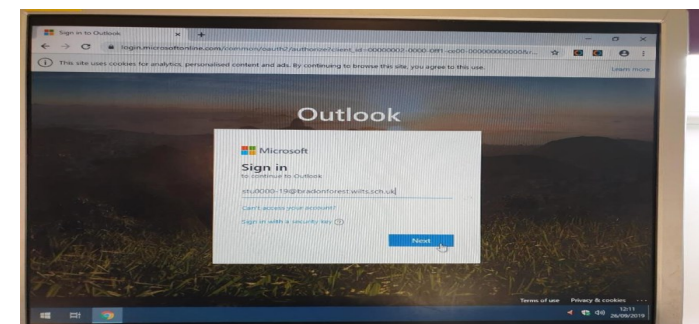 Sign in to Outlook
login.microsoftonline.com/common/oauth2/authorize?client_id=00000002-0000-0ff1-ce00-000000000000&r...
This site uses cookies for analytics, personalised content and ads. By continuing to browse this site, you agree to this use.
Learn more
Outlook
Microsoft
Sign in
to continue to Outlook
stu0000-19@bradonforest.wilts.sch.uk
Can't access your account?
Sign in with a security key
Next
Terms of use Privacy & cookies ...
12:11
26/09/2019